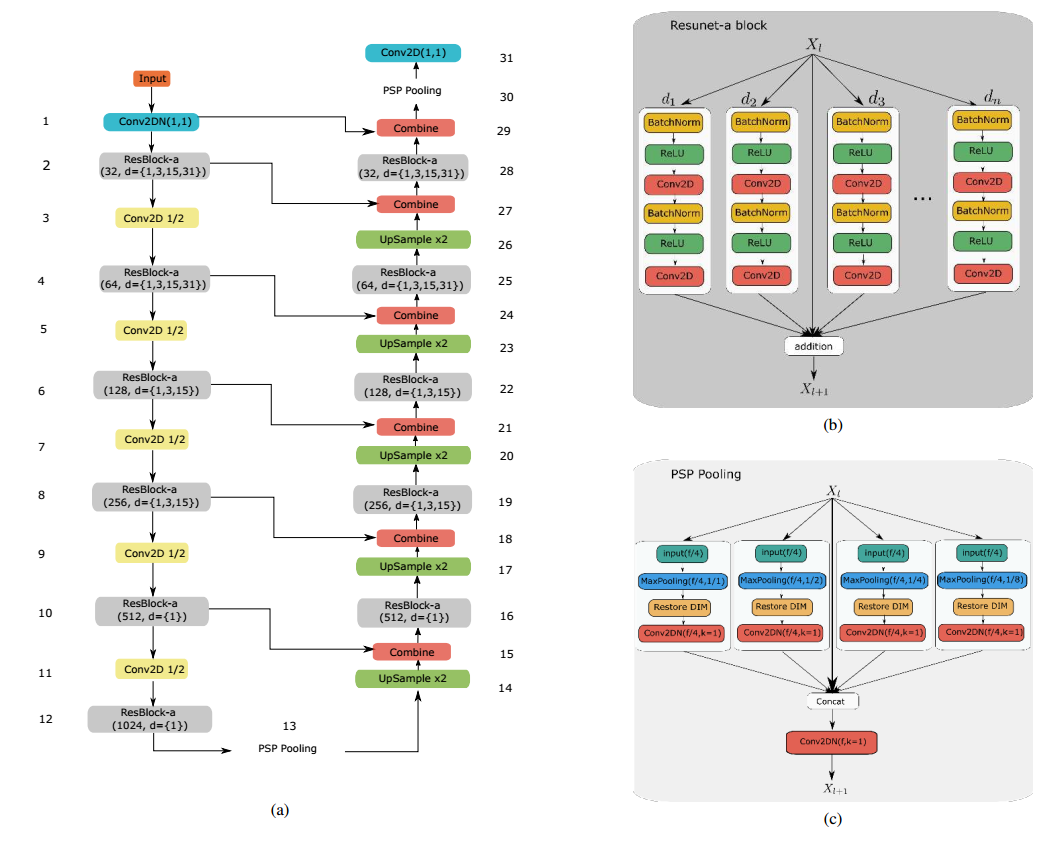 Input
1
Conv2DN(1,1)
2
ResBlock-a
(32, d={1,3,15,31})
3
Conv2D 1/2
4
ResBlock-a
(64, d={1,3,15,31})
5
Conv2D 1/2
6
ResBlock-a
(128, d={1,3,15})
7
Conv2D 1/2
8
ResBlock-a
(256, d={1,3,15})
9
Conv2D 1/2
10
ResBlock-a
(512, d={1})
11
Conv2D 1/2
12
ResBlock-a
(1024, d={1})
13
PSP Pooling
Conv2D(1,1)
31
PSP Pooling
30
Combine
29
ResBlock-a
(32, d={1,3,15,31})
28
Combine
27
UpSample x2
26
ResBlock-a
(64, d={1,3,15,31})
25
Combine
24
UpSample x2
23
ResBlock-a
(128, d={1,3,15})
22
Combine
21
UpSample x2
20
ResBlock-a
(256, d={1,3,15})
19
Combine
18
UpSample x2
17
ResBlock-a
(512, d={1})
16
Combine
15
UpSample x2
14
(a)
Resunet-a block
X_l
d_1 d_2 d_3 d_n
BatchNorm BatchNorm BatchNorm BatchNorm
ReLU ReLU ReLU ReLU
Conv2D Conv2D Conv2D Conv2D
...
BatchNorm BatchNorm BatchNorm BatchNorm
ReLU ReLU ReLU ReLU
Conv2D Conv2D Conv2D Conv2D
addition
X_{l+1}
(b)
PSP Pooling
X_l
input(f/4) input(f/4) input(f/4) input(f/4)
MaxPooling(f/4,1/1) MaxPooling(f/4,1/2) MaxPooling(f/4,1/4) MaxPooling(f/4,1/8)
Restore DIM Restore DIM Restore DIM Restore DIM
Conv2DN(f/4,k=1) Conv2DN(f/4,k=1) Conv2DN(f/4,k=1) Conv2DN(f/4,k=1)
Concat
Conv2DN(f,k=1)
X_{l+1}
(c)